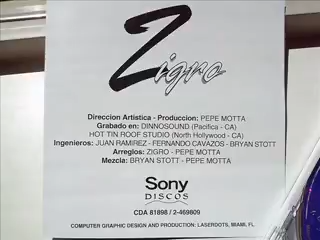 Zigro
Direccion Artistica - Produccion: PEPE MOTTA
Grabado en: DINNOSOUND (Pacifica - CA)
HOT TIN ROOF STUDIO (North Hollywood - CA)
Ingenieros: JUAN RAMIREZ - FERNANDO CAVAZOS - BRYAN STOTT
Arreglos: ZIGRO - PEPE MOTTA
Mezcla: BRYAN STOTT - PEPE MOTTA
Sony
DISCOS
CDA 81898 / 2-469809
COMPUTER GRAPHIC DESIGN AND PRODUCTION: LASERDOTS, MIAMI, FL.